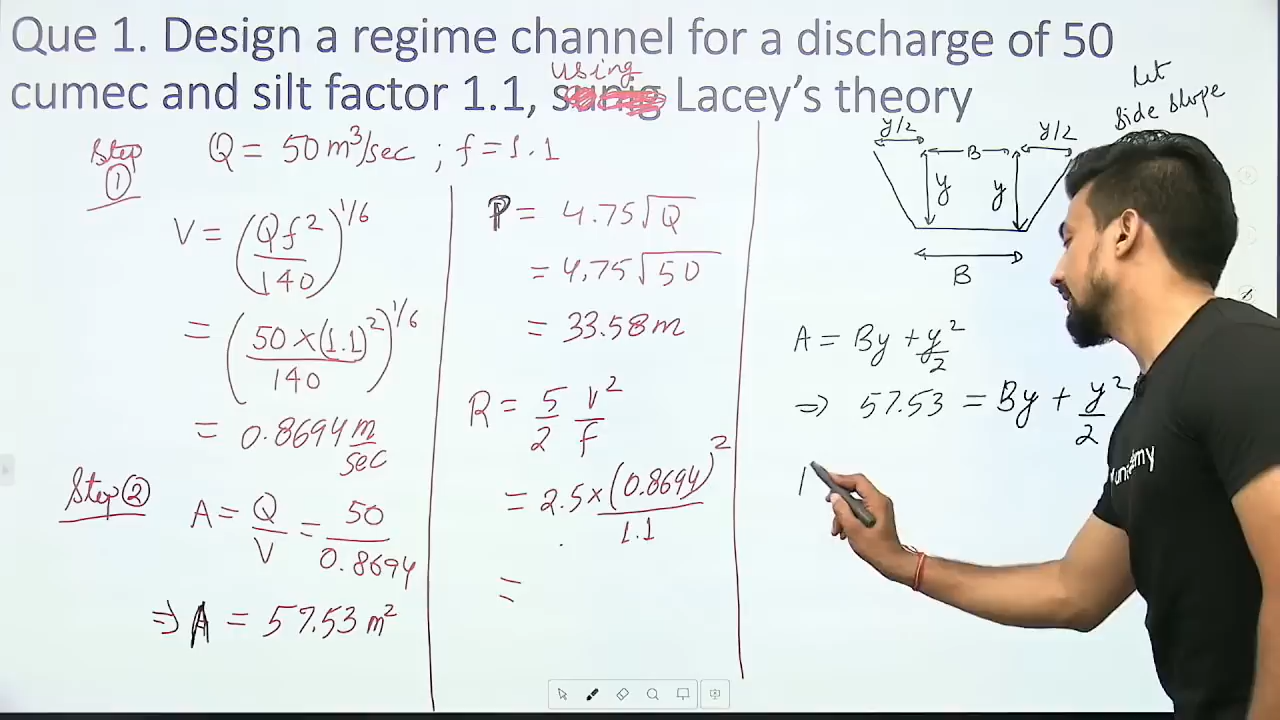 Que 1. Design a regime channel for a discharge of 50
using
cumec and silt factor 1.1, Lacey's theory
Let
Side Slope
Step
①
Q = 50 m³/sec ; f = 1.1
V = (Qf²/140)^1/6
= (50 × (1.1)²/140)^1/6
= 0.8694 m/sec
Step ②
A = Q/V = 50/0.8694
⇒ A = 57.53 m²
P = 4.75√Q
= 4.75√50
= 33.58 m
R = 5/2 V²/f
= 2.5 × (0.8694)²/1.1
=
y/2 B y/2
y y
B
A = By + y²/2
⇒ 57.53 = By + y²/2
unacademy